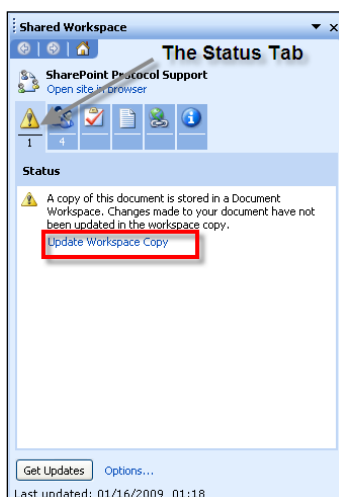 Shared Workspace
The Status Tab
SharePoint Protocol Support
Open site in browser
1
4
Status
A copy of this document is stored in a Document
Workspace. Changes made to your document have not
been updated in the workspace copy.
Update Workspace Copy
Get Updates Options...
Last updated: 01/16/2009 01:18